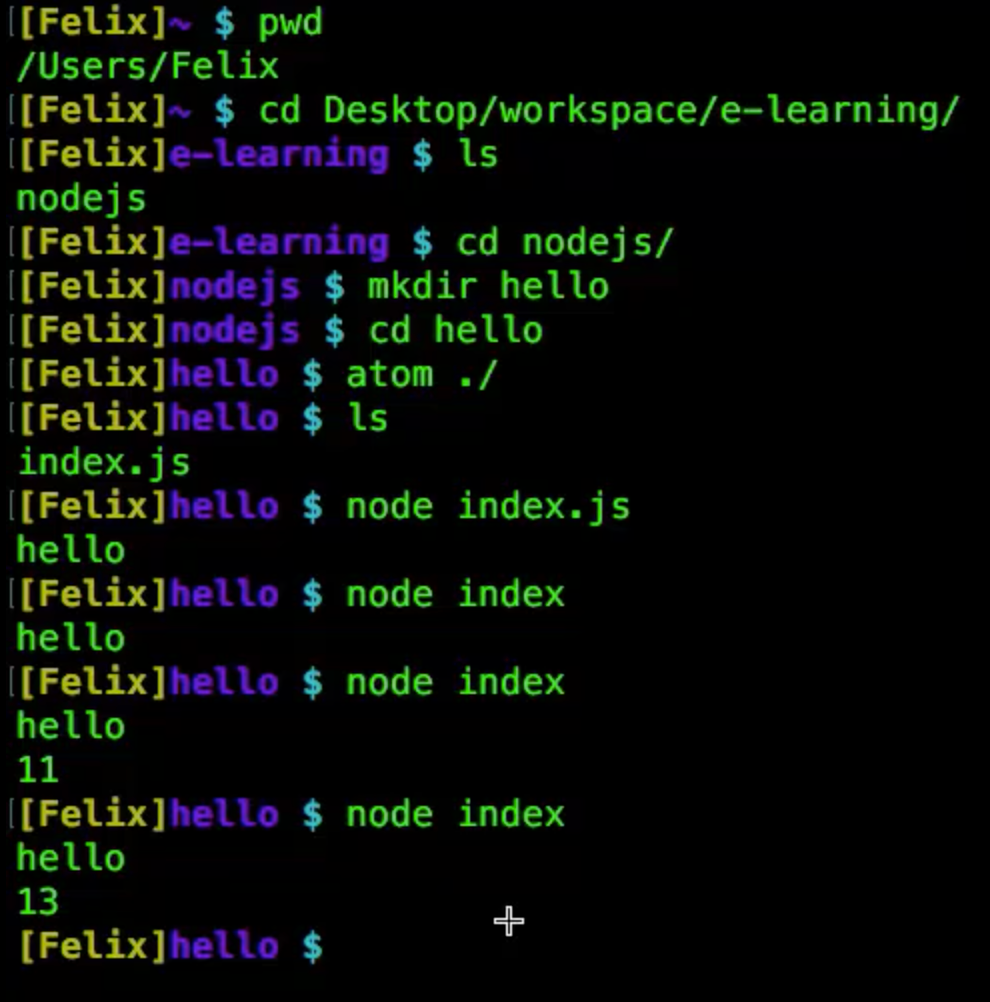 [[Felix]~ $ pwd
/Users/Felix
[[Felix]~ $ cd Desktop/workspace/e-learning/
[[Felix]e-learning $ ls
nodejs
[[Felix]e-learning $ cd nodejs/
[[Felix]nodejs $ mkdir hello
[[Felix]nodejs $ cd hello
[[Felix]hello $ atom ./
[[Felix]hello $ ls
index.js
[[Felix]hello $ node index.js
hello
[[Felix]hello $ node index
hello
[[Felix]hello $ node index
hello
11
[[Felix]hello $ node index
hello
13
[Felix]hello $